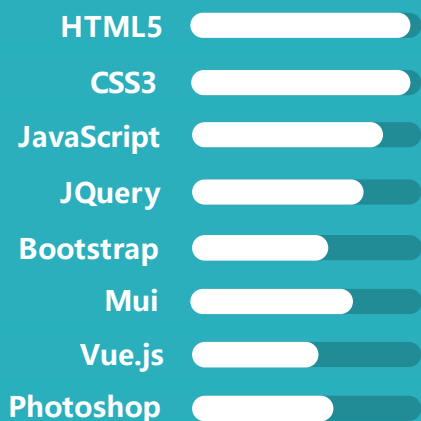 HTML5
CSS3
JavaScript
JQuery
Bootstrap
Mui
Vue.js
Photoshop